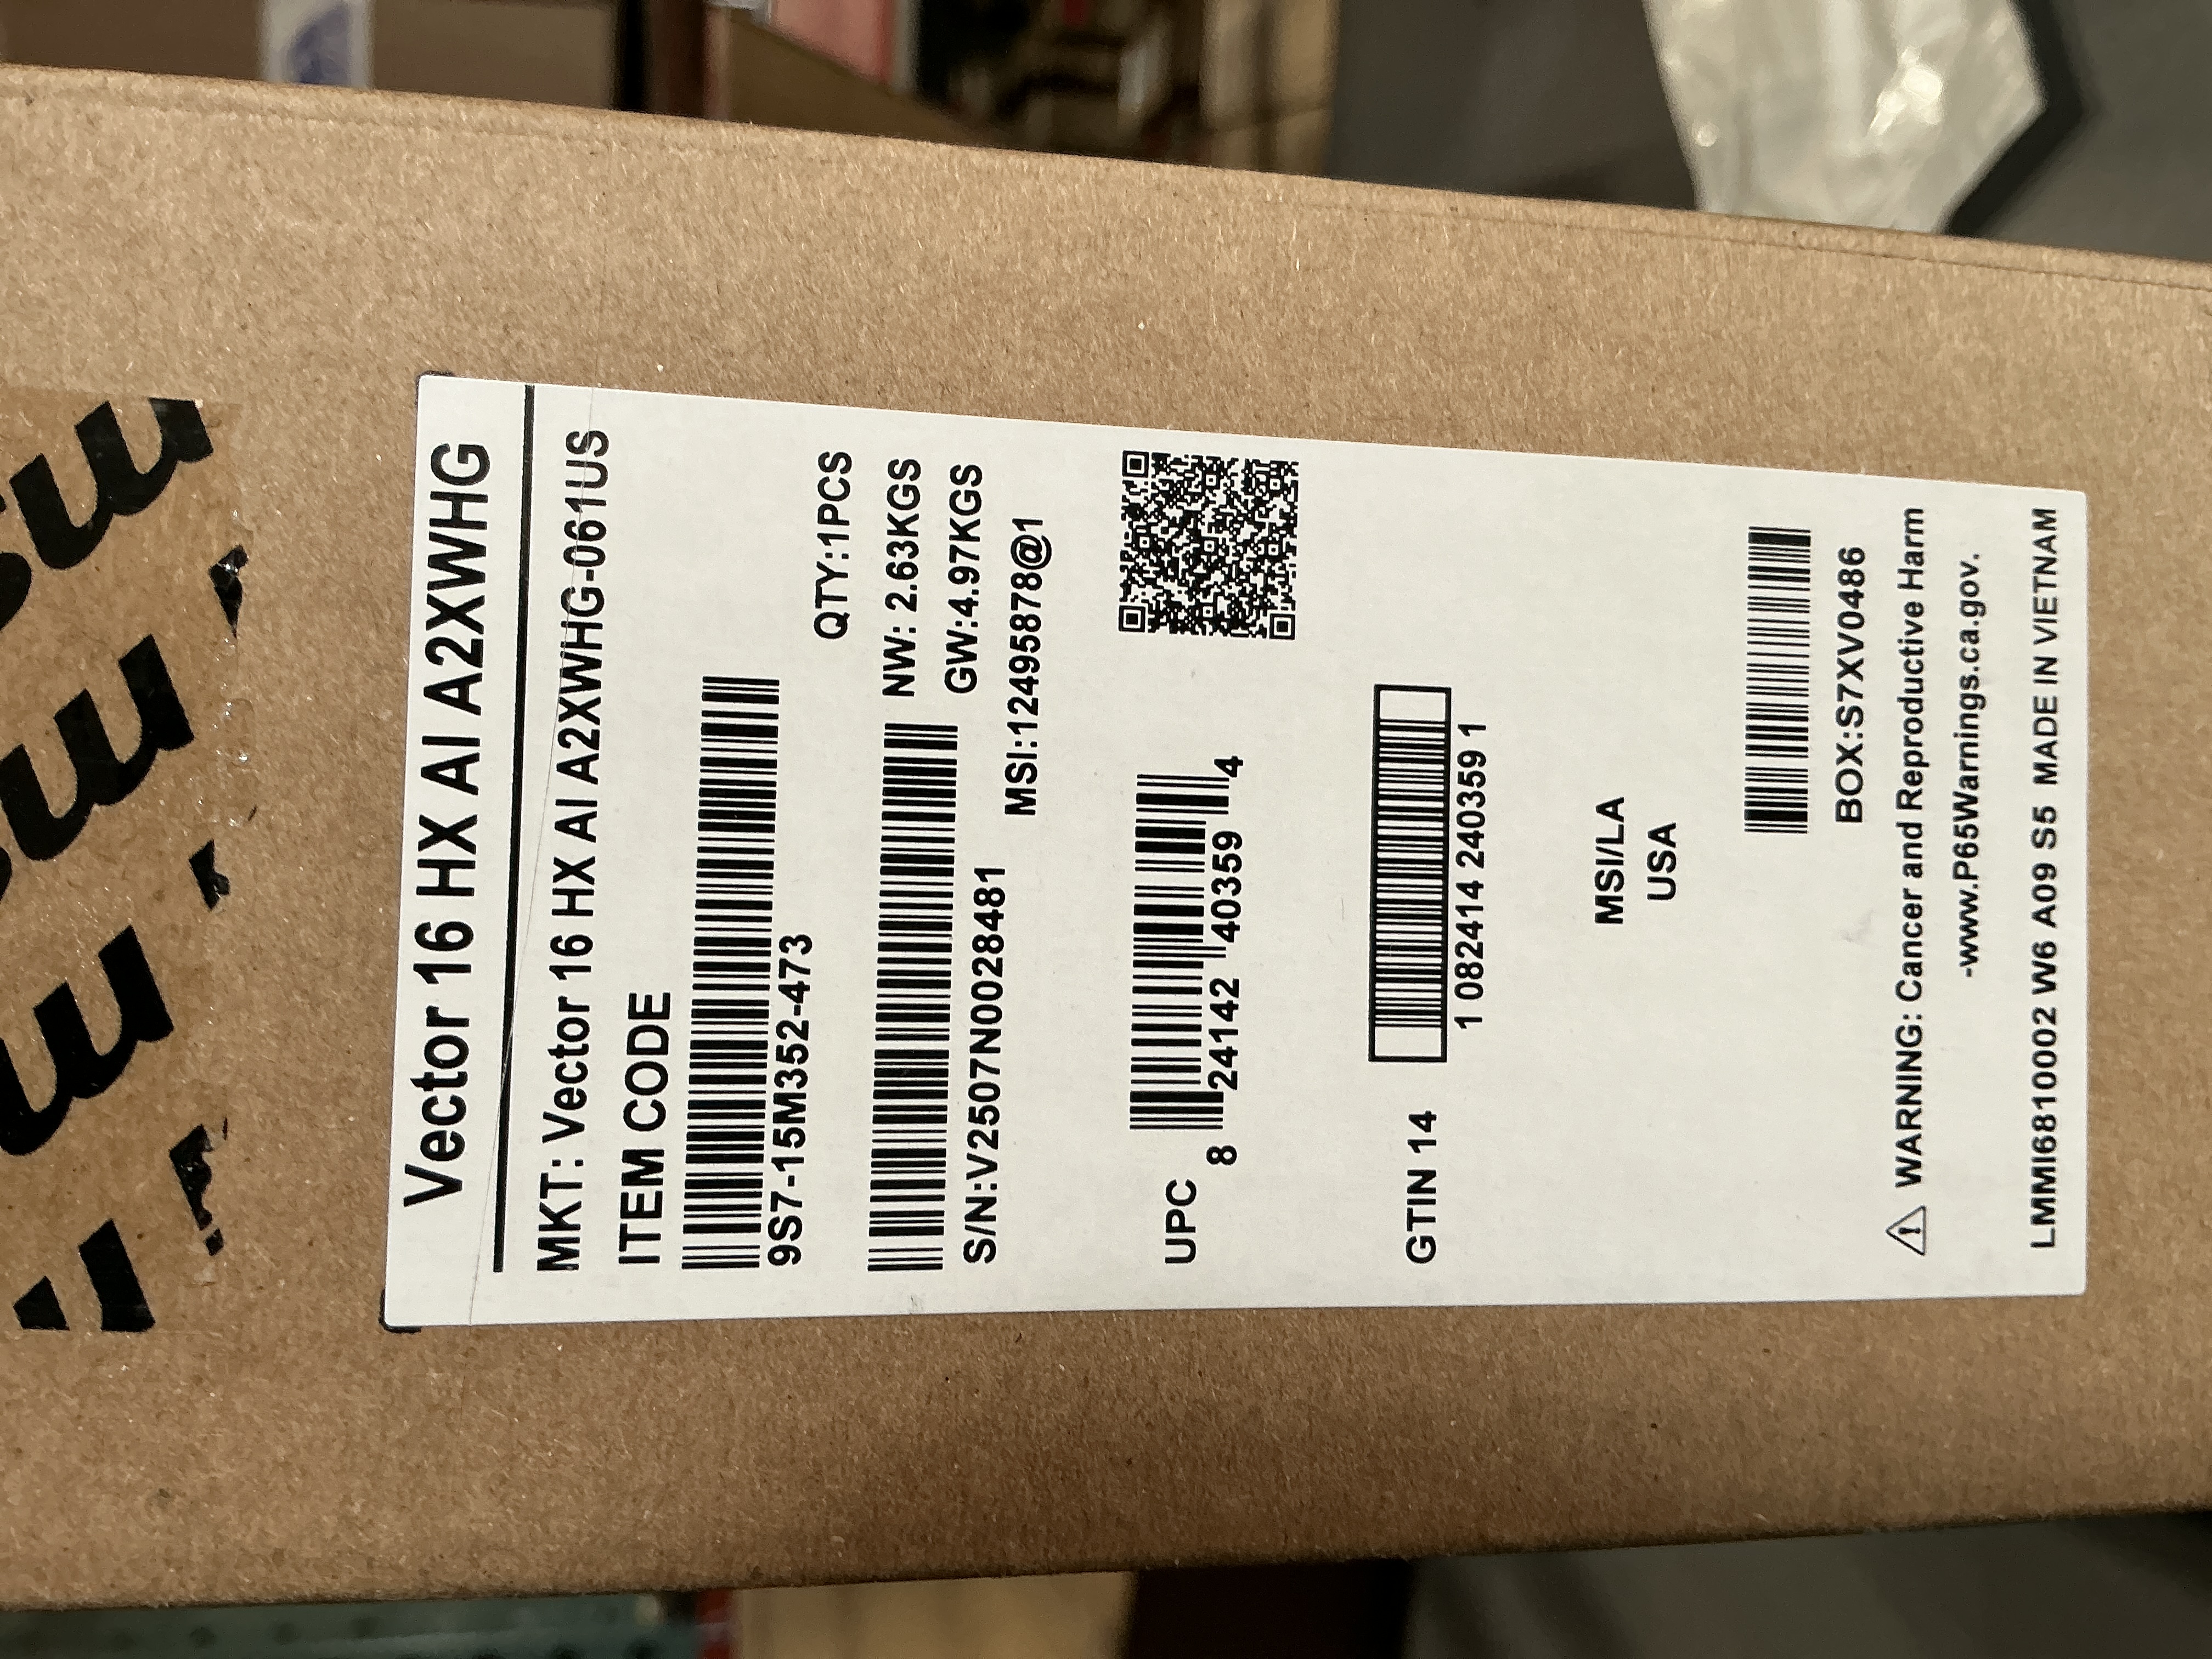 Vector 16 HX AI A2XWHG
MKT: Vector 16 HX AI A2XWHG-061US
ITEM CODE
9S7-15M352-473
QTY:1PCS
NW: 2.63KGS
GW:4.97KGS
S/N:V2507N0028481
MSI:12495878@1
UPC
8 24142 40359 4
GTIN 14
1 082414 240359 1
MSI/LA
USA
BOX:S7XV0486
⚠ WARNING: Cancer and Reproductive Harm
-www.P65Warnings.ca.gov.
LMMI6810002 W6 A09 S5 MADE IN VIETNAM